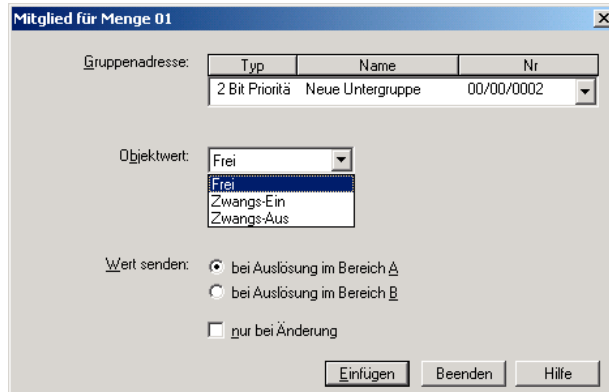 Mitglied für Menge 01
Gruppenadresse:
Typ Name Nr
2 Bit Prioritä Neue Untergruppe 00/00/0002
Objektwert: Frei
Frei
Zwangs-Ein
Zwangs-Aus
Wert senden: bei Auslösung im Bereich A
bei Auslösung im Bereich B
nur bei Änderung
Einfügen Beenden Hilfe